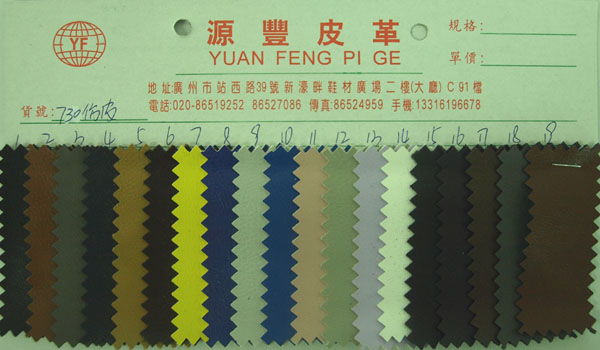 YF
源豐皮革
YUAN FENG PI GE
規格:
單價:
地址:廣州市站西路39號新濠畔鞋材廣場二樓(大廳) C 91檔
電話:020-86519252 86527086 傳真:86524959 手機:13316196678
貨號:730仿皮
1 2 3 4 5 6 7 8 9 10 11 12 13 14 15 16 17 18 19